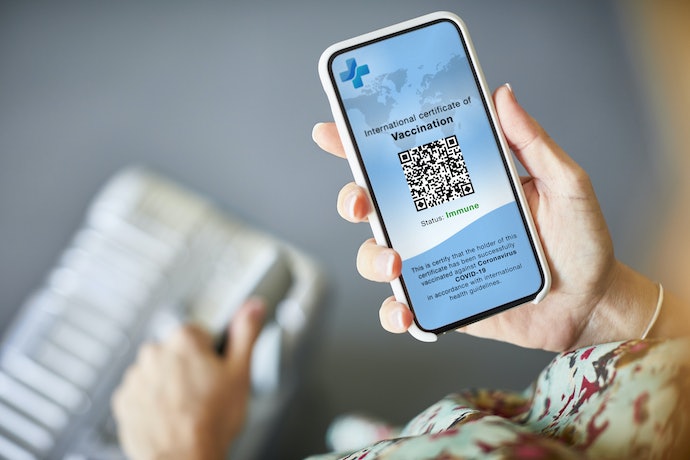 International certificate of
Vaccination
Status: Immune
This is certify that the holder of this
certificate has been successfully
vaccinated against Coronavirus
COVID-19
in accordance with international
health guidelines.